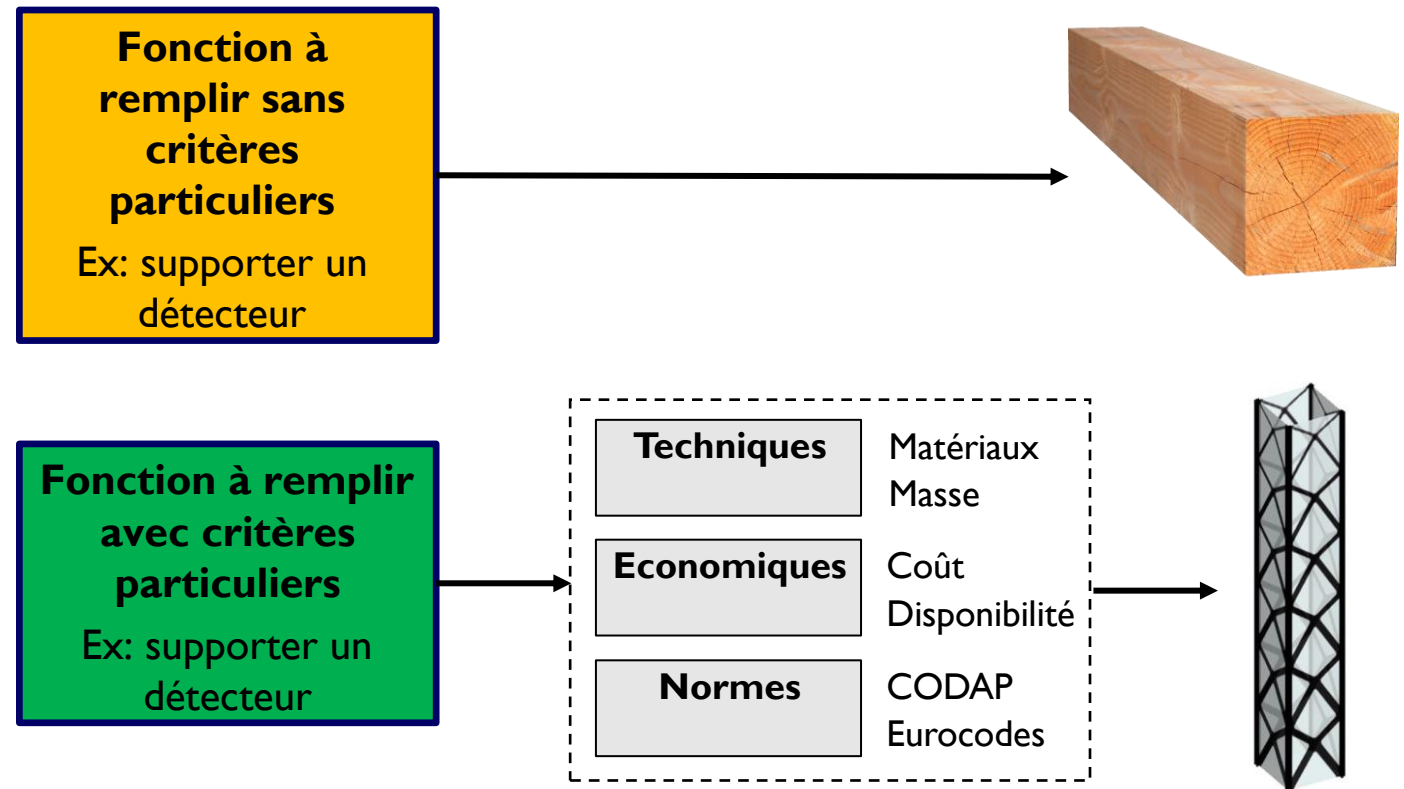 Fonction à
remplir sans
critères
particuliers
Ex: supporter un
détecteur
Fonction à remplir
avec critères
particuliers
Ex: supporter un
détecteur
Techniques
Matériaux
Masse
Economiques
Coût
Disponibilité
Normes
CODAP
Eurocodes